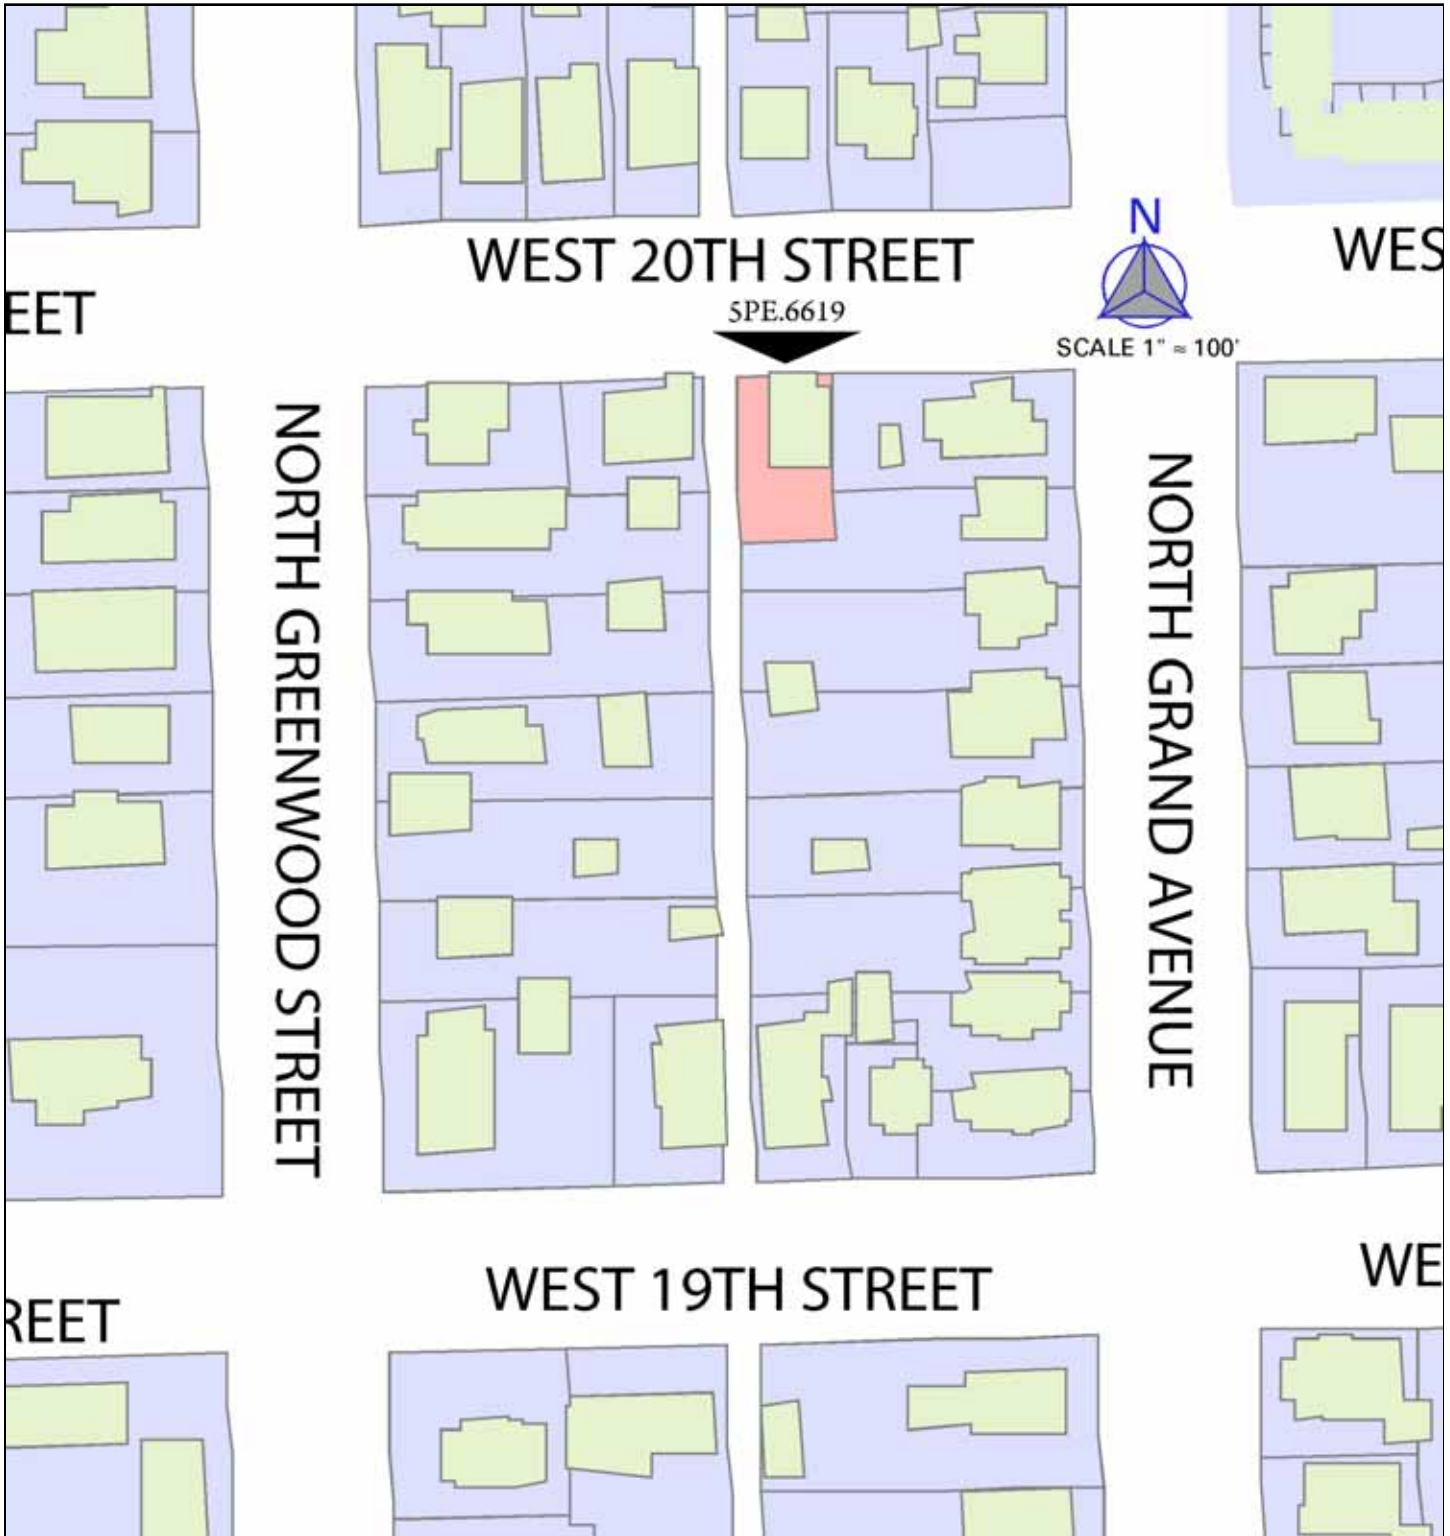 N
WEST 20TH STREET
WES
EET
5PE.6619
SCALE 1" ≈ 100'
NORTH GREENWOOD STREET
NORTH GRAND AVENUE
WEST 19TH STREET
WE
REET